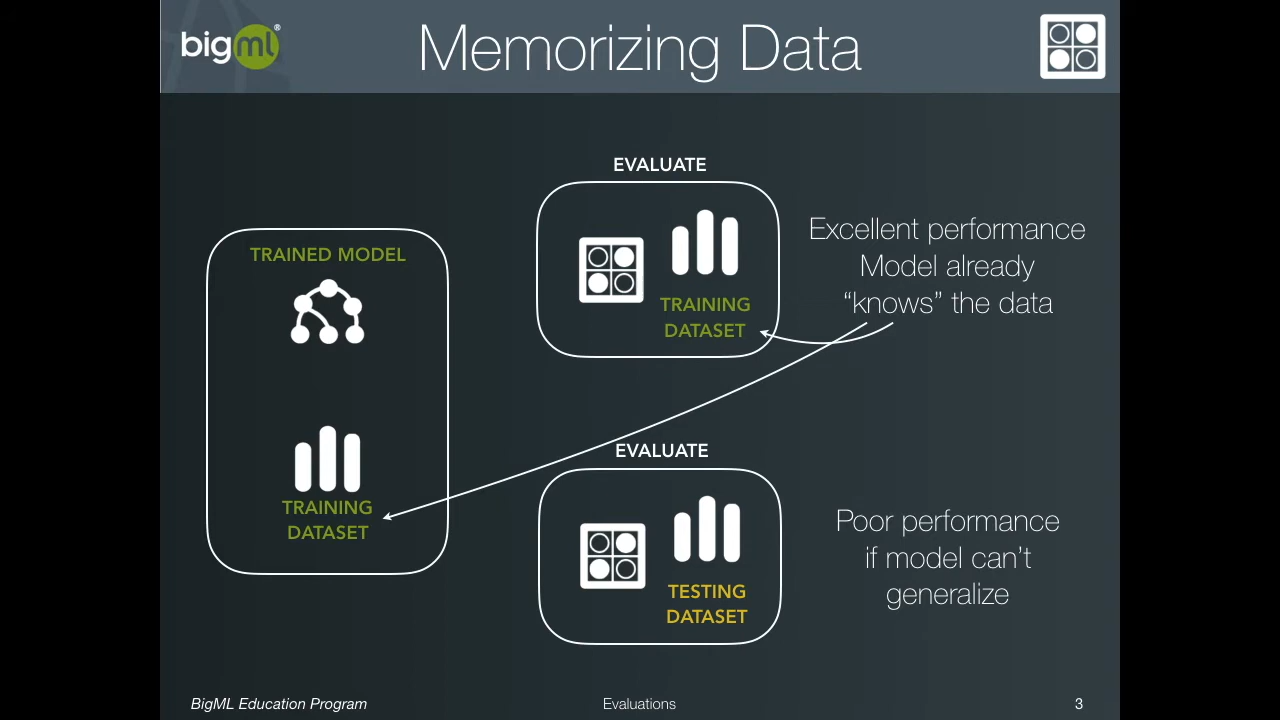 bigml®
Memorizing Data
EVALUATE
TRAINED MODEL
TRAINING
DATASET
TRAINING
DATASET
Excellent performance
Model already
“knows” the data
EVALUATE
TESTING
DATASET
Poor performance
if model can’t
generalize
BigML Education Program
Evaluations
3